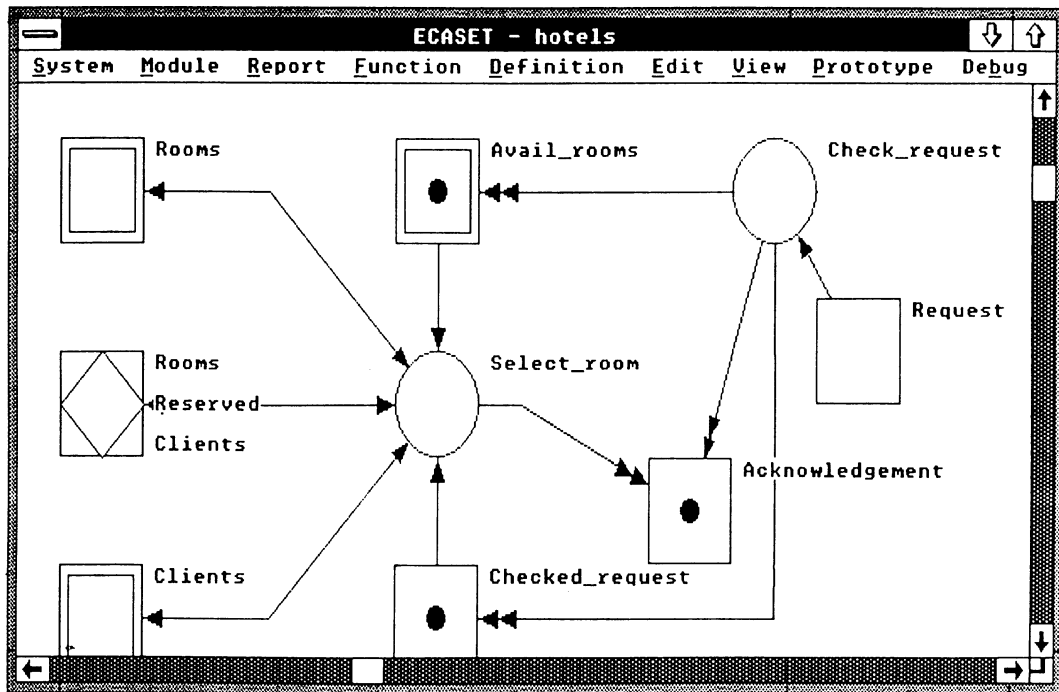 ECASET - hotels
System Module Report Function Definition Edit View Prototype Debug
Rooms
Avail_rooms
Check_request
Request
Rooms
Reserved
Clients
Select_room
Acknowledgement
Clients
Checked_request